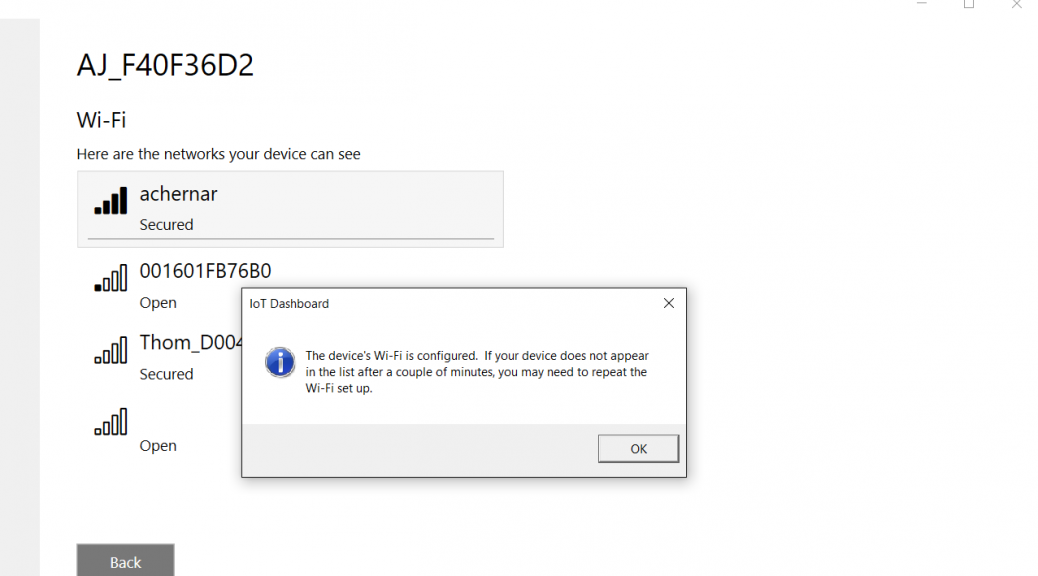 AJ_F40F36D2
Wi-Fi
Here are the networks your device can see
achernar
Secured
001601FB76B0
Open
Thom_D004
Secured
Open
IoT Dashboard
The device's Wi-Fi is configured. If your device does not appear
in the list after a couple of minutes, you may need to repeat the
Wi-Fi set up.
OK
Back